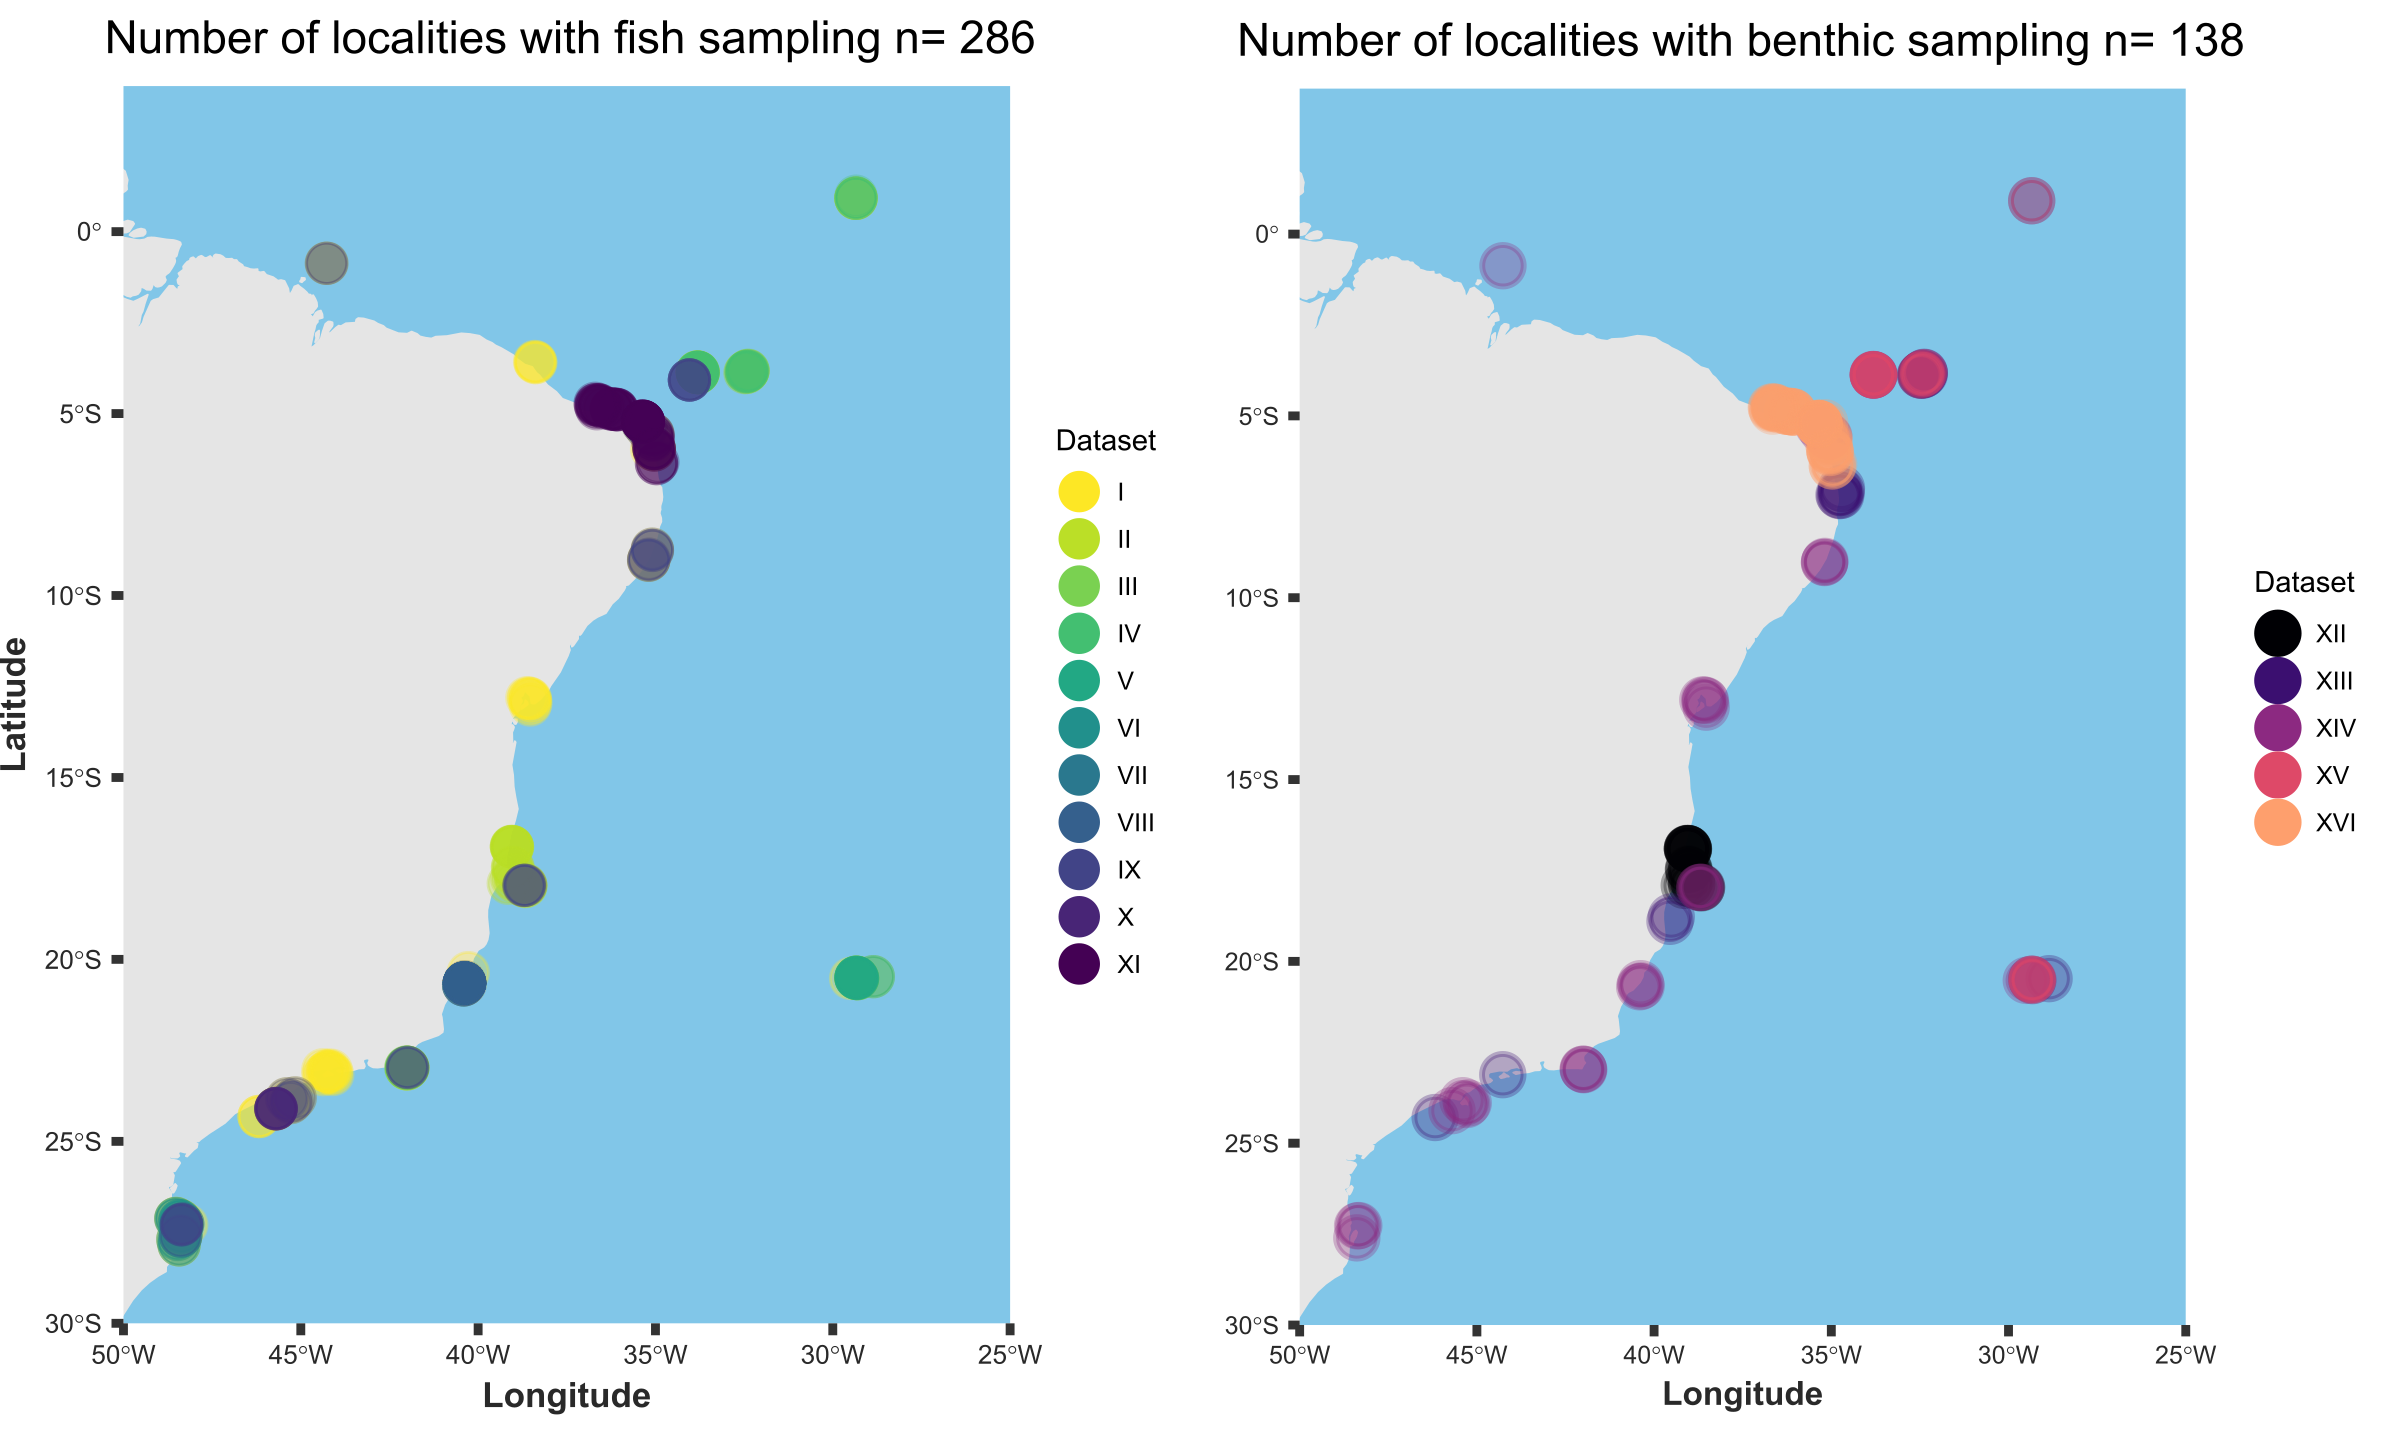 Number of localities with fish sampling n= 286
0°
5°S
10°S
15°S
20°S
25°S
30°S
50°W
45°W
40°W
35°W
30°W
25°W
Latitude
Longitude
Dataset
I
II
III
IV
V
VI
VII
VIII
IX
X
XI
Number of localities with benthic sampling n= 138
0°
5°S
10°S
15°S
20°S
25°S
30°S
50°W
45°W
40°W
35°W
30°W
25°W
Longitude
Dataset
XII
XIII
XIV
XV
XVI